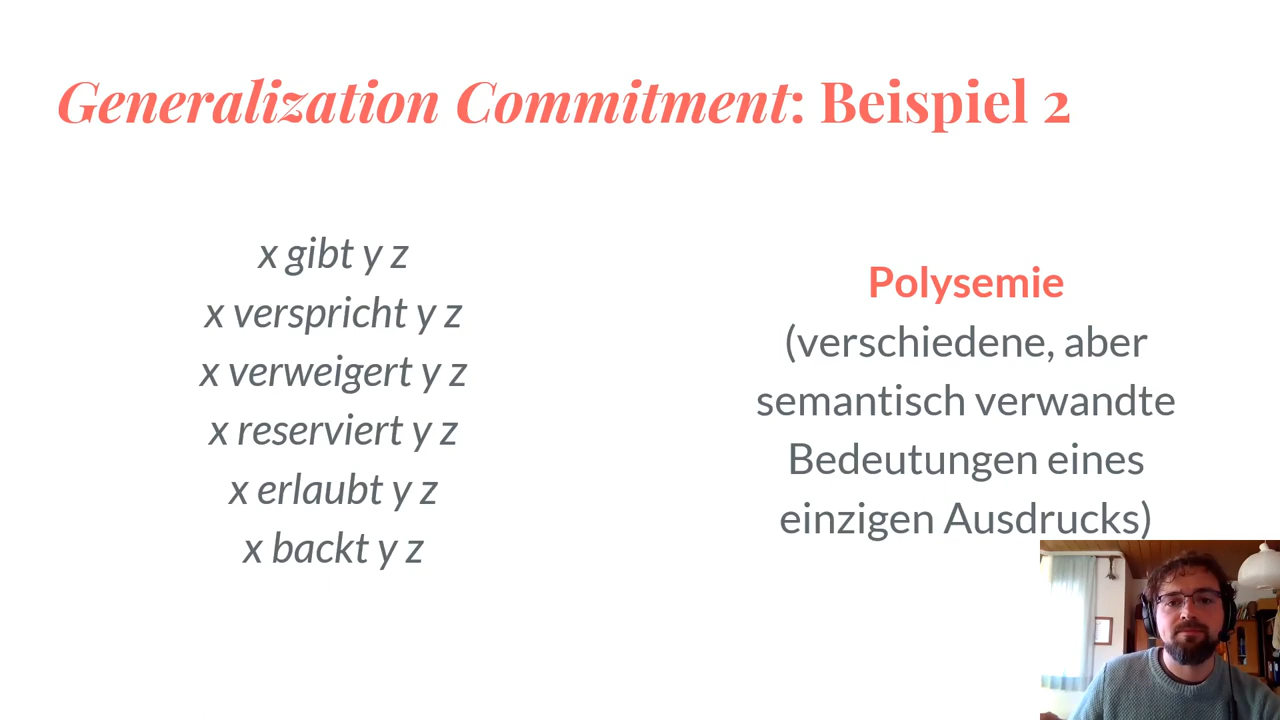 Generalization Commitment: Beispiel 2
x gibt y z
x verspricht y z
x verweigert y z
x reserviert y z
x erlaubt y z
x backt y z
Polysemie
(verschiedene, aber
semantisch verwandte
Bedeutungen eines
einzigen Ausdrucks)